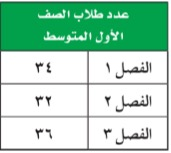 عدد طلاب الصف
الأول المتوسط
الفصل ١ ٣٤
الفصل ٢ ٣٢
الفصل ٣ ٣٦